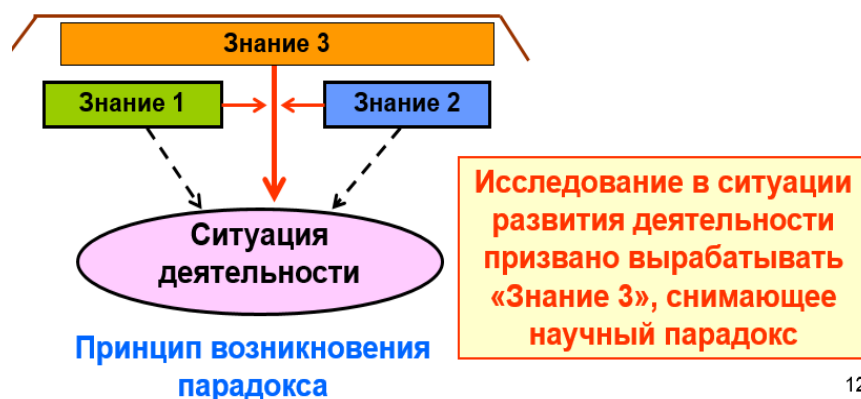 Знание 3
Знание 1
Знание 2
Ситуация
деятельности
Принцип возникновения
парадокса
Исследование в ситуации
развития деятельности
призвано вырабатывать
«Знание 3», снимающее
научный парадокс
12